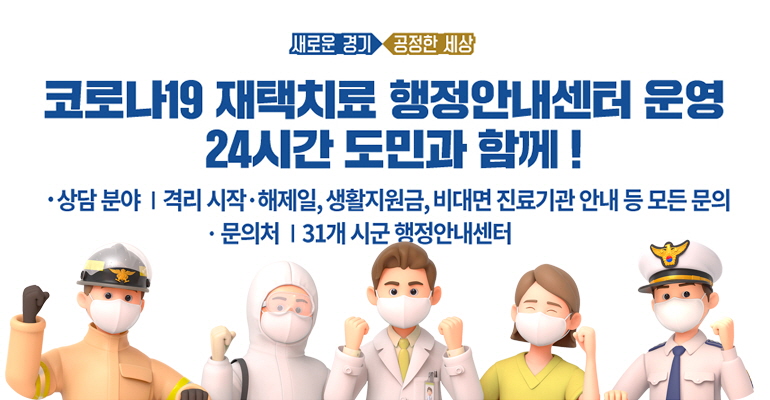 새로운 경기 공정한 세상
코로나19 재택치료 행정안내센터 운영
24시간 도민과 함께 !
· 상담 분야 ㅣ 격리 시작·해제일, 생활지원금, 비대면 진료기관 안내 등 모든 문의
· 문의처 ㅣ 31개 시군 행정안내센터